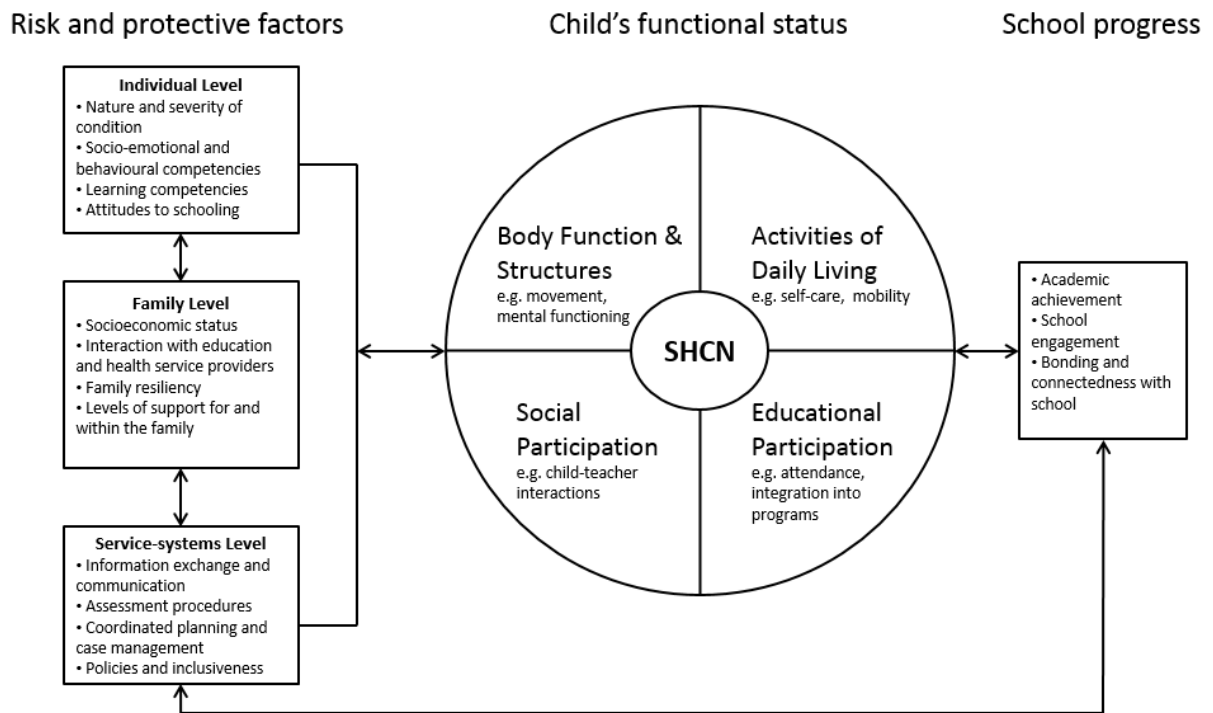 Risk and protective factors
Child's functional status
School progress
Individual Level
• Nature and severity of
condition
• Socio-emotional and
behavioural competencies
• Learning competencies
• Attitudes to schooling
Family Level
• Socioeconomic status
• Interaction with education
and health service providers
• Family resiliency
• Levels of support for and
within the family
Service-systems Level
• Information exchange and
communication
• Assessment procedures
• Coordinated planning and
case management
• Policies and inclusiveness
Body Function &
Structures
e.g. movement,
mental functioning
Activities of
Daily Living
e.g. self-care,  mobility
SHCN
Social
Participation
e.g. child-teacher
interactions
Educational
Participation
e.g. attendance,
integration into
programs
• Academic
achievement
• School
engagement
• Bonding and
connectedness with
school